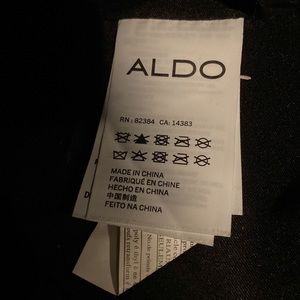 ALDO
RN : 82384 CA: 14383
MADE IN CHINA
FABRIQUÉ EN CHINE
HECHO EN CHINA
中国制造
FEITO NA CHINA